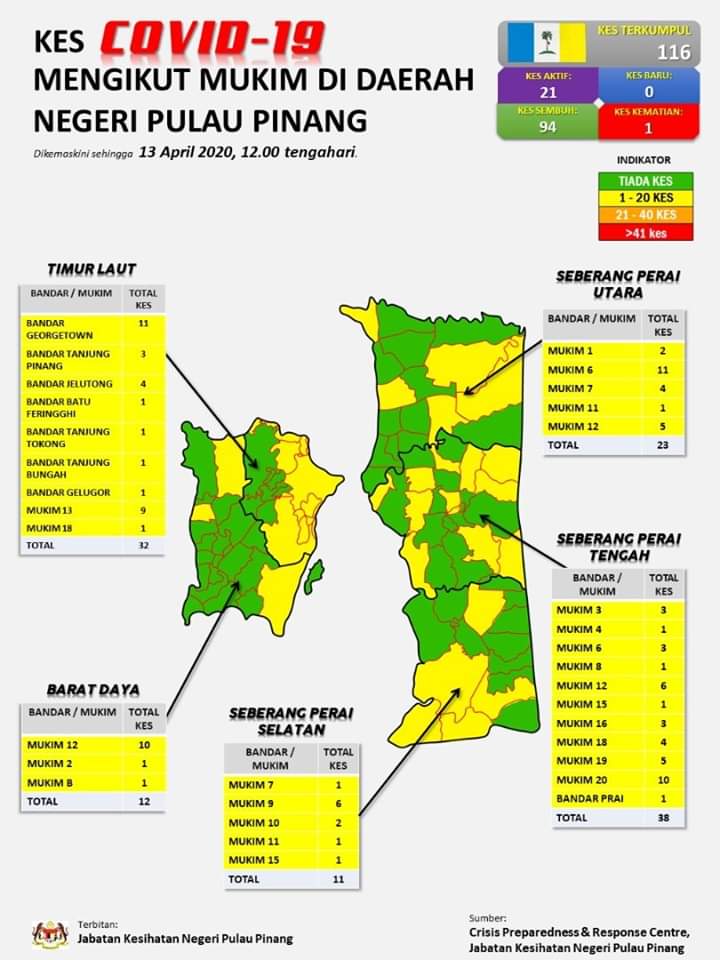 KES COVID-19
MENGIKUT MUKIM DI DAERAH
NEGERI PULAU PINANG
Dikemaskini sehingga 13 April 2020, 12.00 tengahari.
KES TERKUMPUL
116
KES AKTIF:
21
KES BARU:
0
KES SEMBUH:
94
KES KEMATIAN:
1
INDIKATOR
TIADA KES
1 - 20 KES
21 - 40 KES
>41 kes
TIMUR LAUT
BANDAR / MUKIM TOTAL
KES
BANDAR 11
GEORGETOWN
BANDAR TANJUNG 3
PINANG
BANDAR JELUTONG 4
BANDAR BATU 1
FERINGGHI
BANDAR TANJUNG 1
TOKONG
BANDAR TANJUNG 1
BUNGAH
BANDAR GELUGOR 1
MUKIM 13 9
MUKIM 18 1
TOTAL 32
SEBERANG PERAI
UTARA
BANDAR / MUKIM TOTAL
KES
MUKIM 1 2
MUKIM 6 11
MUKIM 7 4
MUKIM 11 1
MUKIM 12 5
TOTAL 23
SEBERANG PERAI
TENGAH
BANDAR / TOTAL
MUKIM KES
MUKIM 3 3
MUKIM 4 1
MUKIM 6 3
MUKIM 8 1
MUKIM 12 6
MUKIM 15 1
MUKIM 16 3
MUKIM 18 4
MUKIM 19 5
MUKIM 20 10
BANDAR PRAI 1
TOTAL 38
BARAT DAYA
BANDAR / MUKIM TOTAL
KES
MUKIM 12 10
MUKIM 2 1
MUKIM B 1
TOTAL 12
SEBERANG PERAI
SELATAN
BANDAR / TOTAL
MUKIM KES
MUKIM 7 1
MUKIM 9 6
MUKIM 10 2
MUKIM 11 1
MUKIM 15 1
TOTAL 11
Terbitan:
Jabatan Kesihatan Negeri Pulau Pinang
Sumber:
Crisis Preparedness & Response Centre,
Jabatan Kesihatan Negeri Pulau Pinang